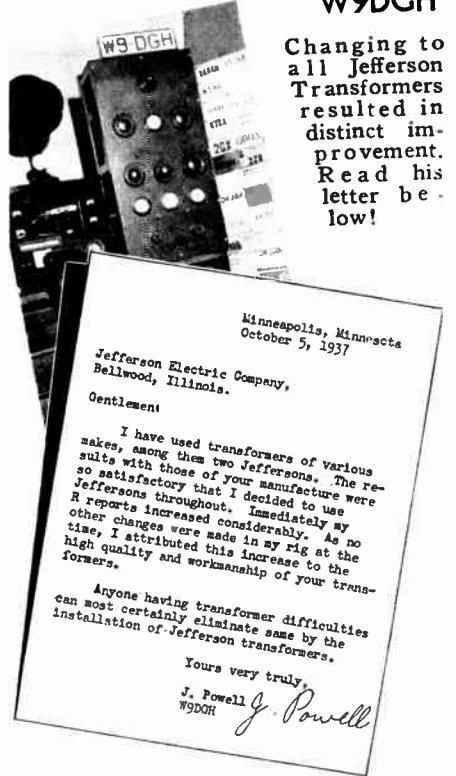 W9DGH
W9-DGH
Changing to
all Jefferson
Transformers
resulted in
distinct im-
provement.
Read his
letter be-
low!
Minneapolis, Minnesota
October 5, 1937
Jefferson Electric Company,
Bellwood, Illinois.
Gentlemen:
I have used transformers of various
makes, among them two Jeffersons. The re-
sults with those of your manufacture were
so satisfactory that I decided to use
Jeffersons throughout. Immediately my
R reports increased considerably. As no
other changes were made in my rig at the
time, I attributed this increase to the
high quality and workmanship of your trans-
formers.
Anyone having transformer difficulties
can most certainly eliminate same by the
installation of Jefferson transformers.
Yours very truly,
J. Powell J. Powell
W9DGH